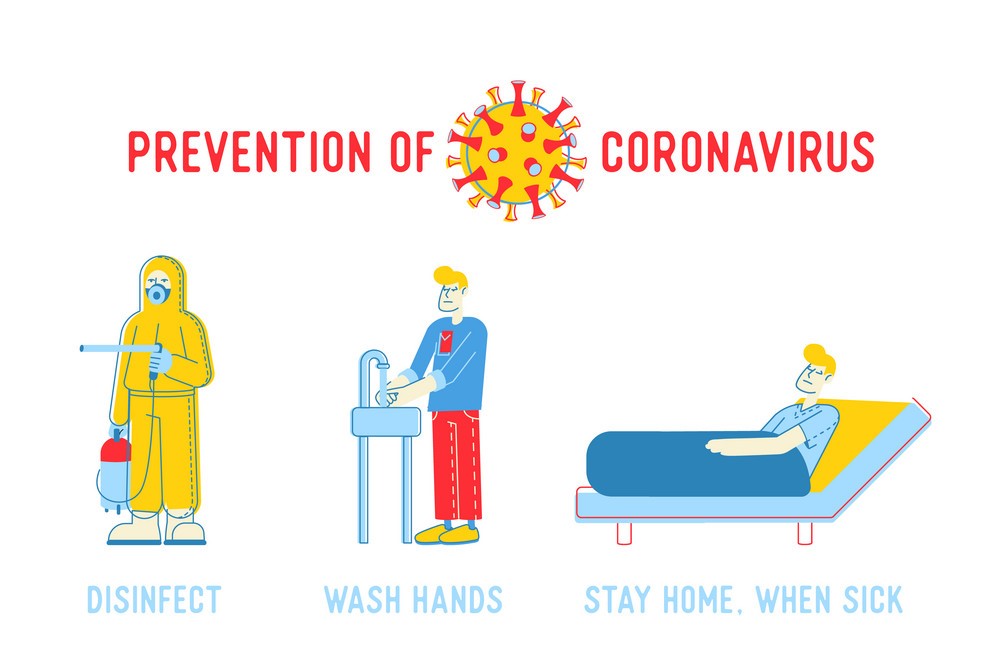 PREVENTION OF CORONAVIRUS
DISINFECT
WASH HANDS
STAY HOME, WHEN SICK